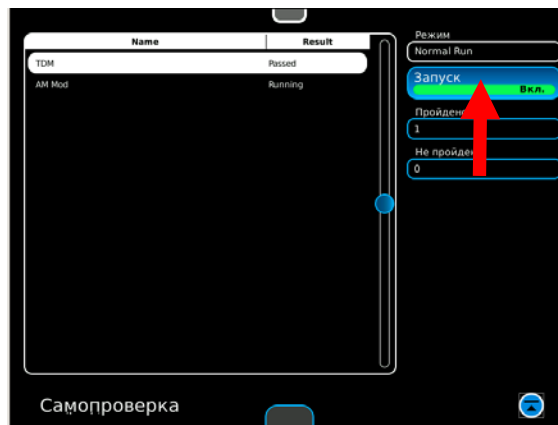 Name Result
TDM Passed
AM Mod Running
Режим
Normal Run
Запуск
Вкл.
1
Не пройден
0
Самопроверка